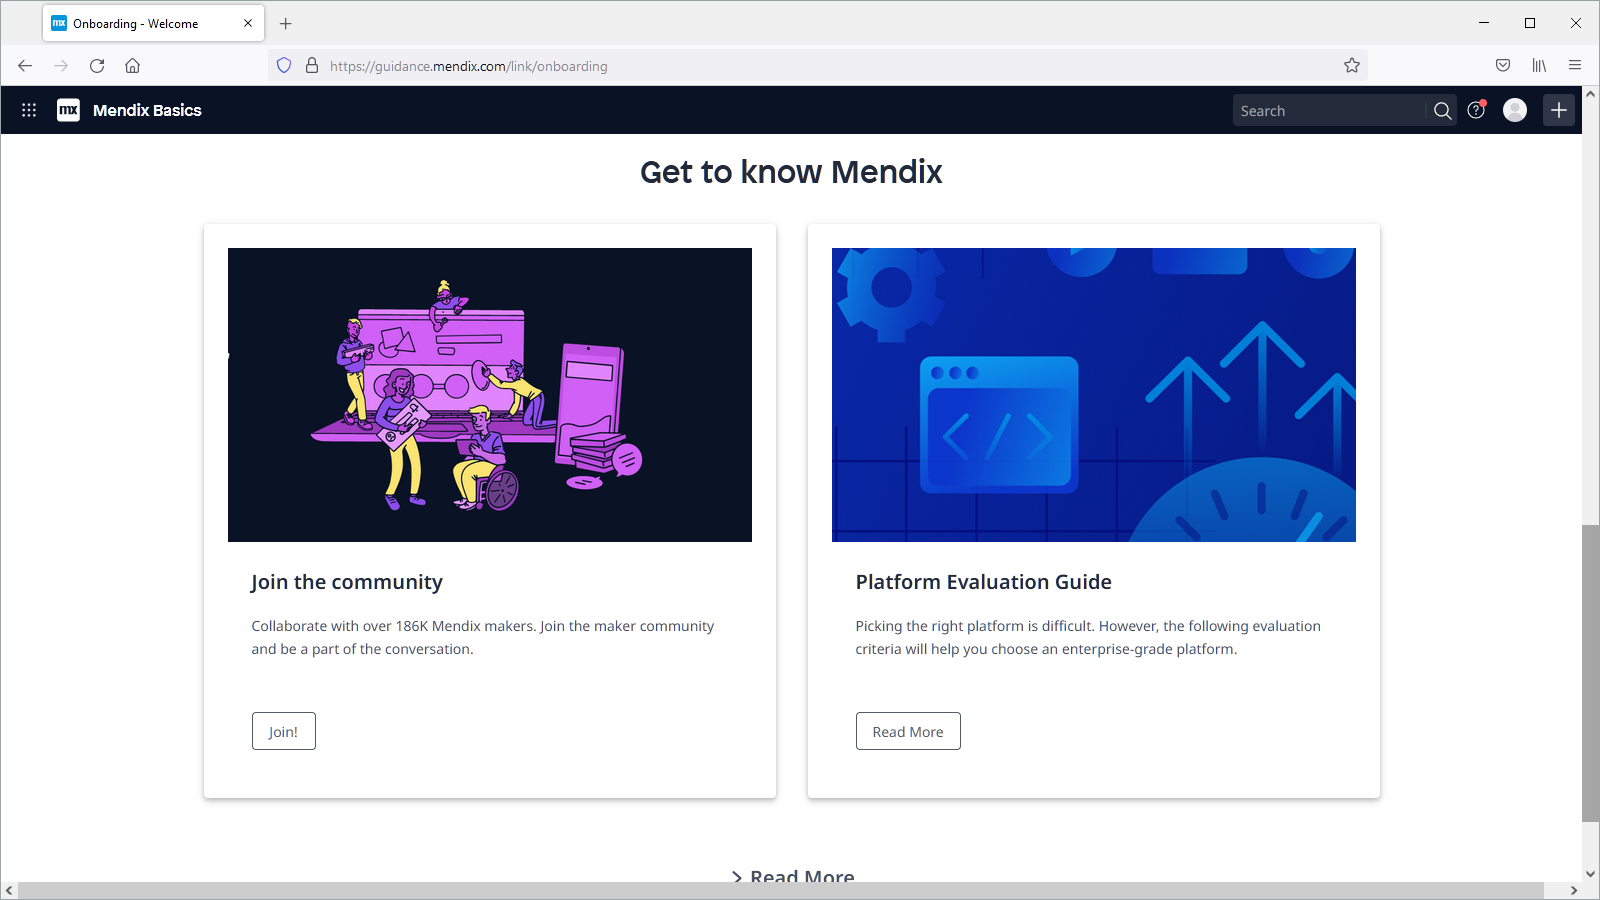 mx Onboarding - Welcome
https://guidance.mendix.com/link/onboarding
mx Mendix Basics
Search
Get to know Mendix
Join the community
Collaborate with over 186K Mendix makers. Join the maker community
and be a part of the conversation.
Join!
Platform Evaluation Guide
Picking the right platform is difficult. However, the following evaluation
criteria will help you choose an enterprise-grade platform.
Read More
Read More